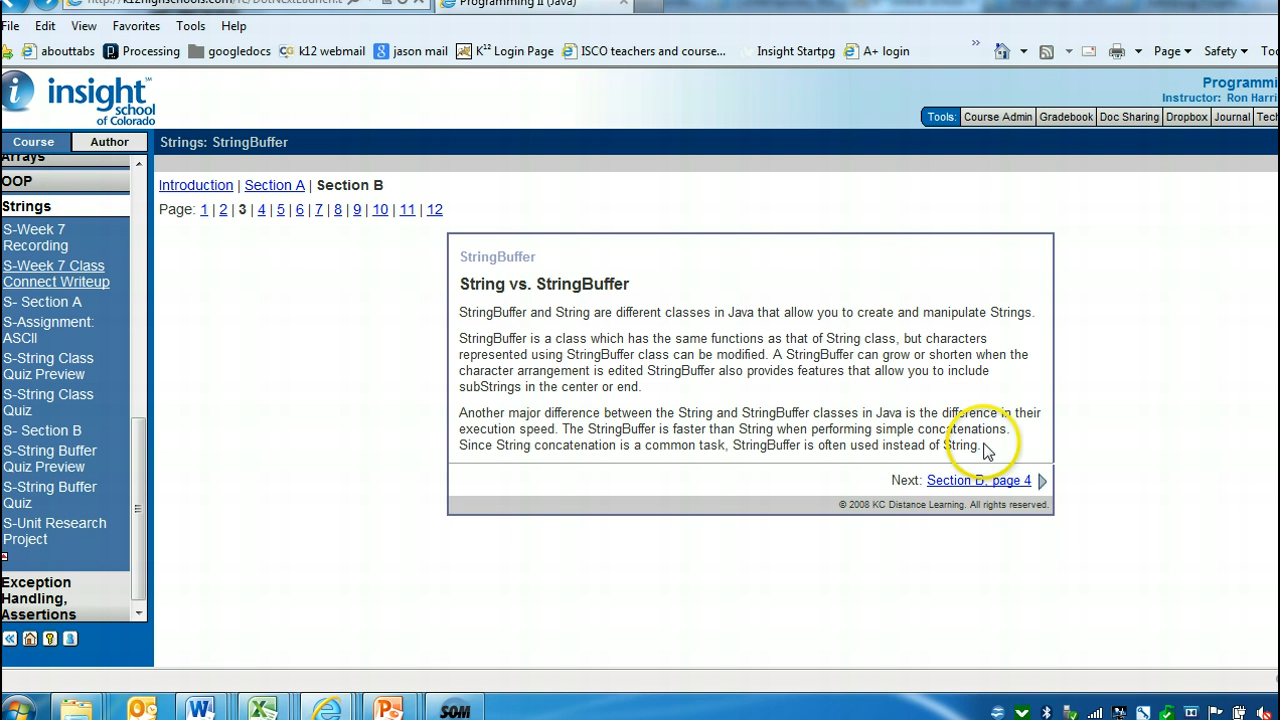 Programming II (Java)
File Edit View Favorites Tools Help
abouttabs Processing googledocs k12 webmail jason mail K¹² Login Page ISCO teachers and course... Insight Startpg A+ login » Page Safety
insight
school
of Colorado
Instructor: Ron
Tools: Course Admin Gradebook Doc Sharing Dropbox Journal
Course Author
Strings: StringBuffer
Arrays
OOP
Strings
S-Week 7
Recording
S-Week 7 Class
Connect Writeup
S- Section A
S-Assignment:
ASCII
S-String Class
Quiz Preview
S-String Class
Quiz
S- Section B
S-String Buffer
Quiz Preview
S-String Buffer
Quiz
S-Unit Research
Project
Exception
Handling,
Assertions
Introduction | Section A | Section B
Page: 1 | 2 | 3 | 4 | 5 | 6 | 7 | 8 | 9 | 10 | 11 | 12
StringBuffer
String vs. StringBuffer
StringBuffer and String are different classes in Java that allow you to create and manipulate Strings.
StringBuffer is a class which has the same functions as that of String class, but characters
represented using StringBuffer class can be modified. A StringBuffer can grow or shorten when the
character arrangement is edited StringBuffer also provides features that allow you to include
subStrings in the center or end.
Another major difference between the String and StringBuffer classes in Java is the difference in their
execution speed. The StringBuffer is faster than String when performing simple concatenations.
Since String concatenation is a common task, StringBuffer is often used instead of String.
Next: Section B, page 4
© 2008 KC Distance Learning. All rights reserved.
SOM